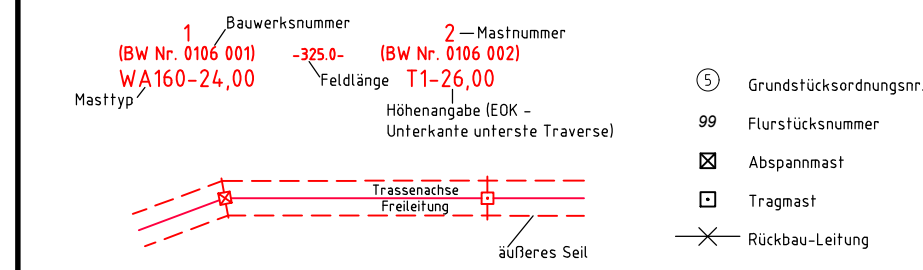 Bauwerksnummer
1
2
Mastnummer
(BW Nr. 0106 001)
-325.0-
(BW Nr. 0106 002)
WA160-24,00
Feldlänge
T1-26,00
Masttyp
Höhenangabe (EOK -
Unterkante unterste Traverse)
Trassenachse
Freileitung
äußeres Seil
5 Grundstücksordnungsnr.
99 Flurstücksnummer
Abspannmast
Tragmast
Rückbau-Leitung